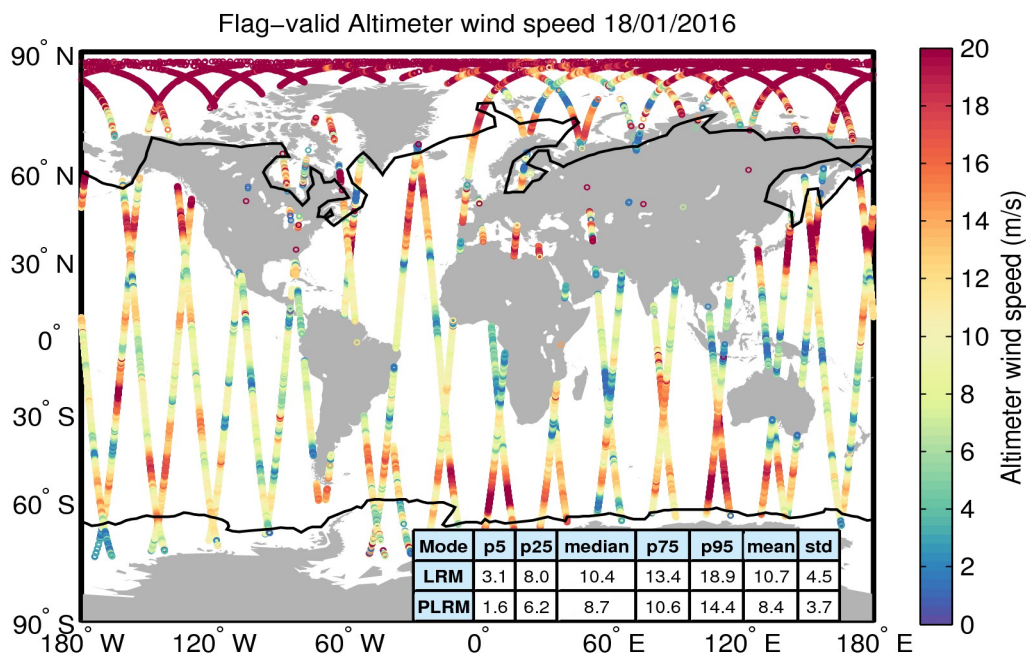 Flag−valid Altimeter wind speed 18/01/2016
90° N
60° N
30° N
0°
30° S
60° S
90° S
180° W
120° W
60° W
0°
60° E
120° E
180° E
Mode p5 p25 median p75 p95 mean std
LRM 3.1 8.0 10.4 13.4 18.9 10.7 4.5
PLRM 1.6 6.2 8.7 10.6 14.4 8.4 3.7
20
18
16
14
12
10
8
6
4
2
0
Altimeter wind speed (m/s)